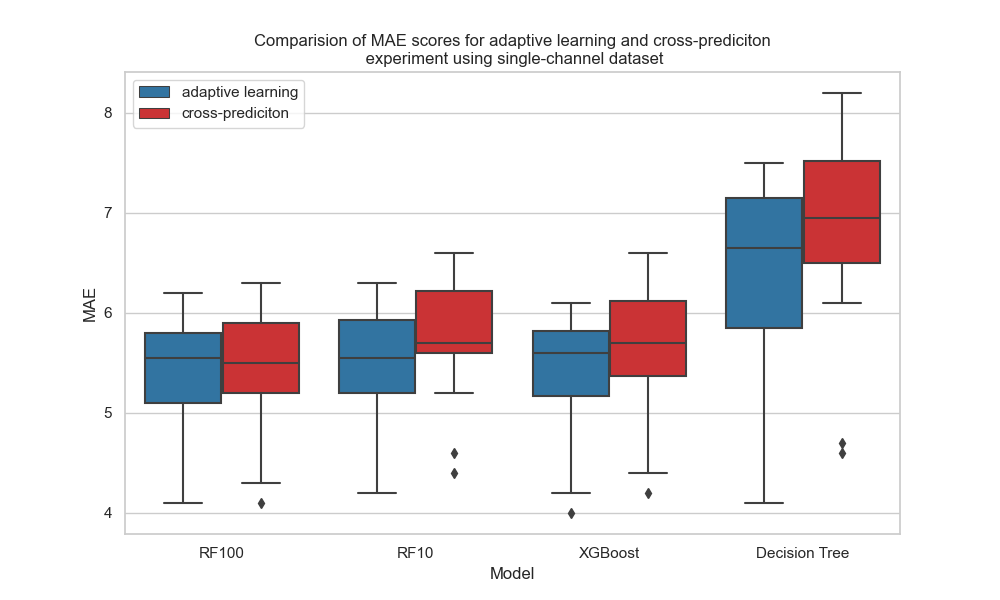 Comparision of MAE scores for adaptive learning and cross-prediciton
experiment using single-channel dataset
adaptive learning
cross-prediciton
8
7
6
5
4
MAE
RF100 RF10 XGBoost Decision Tree
Model